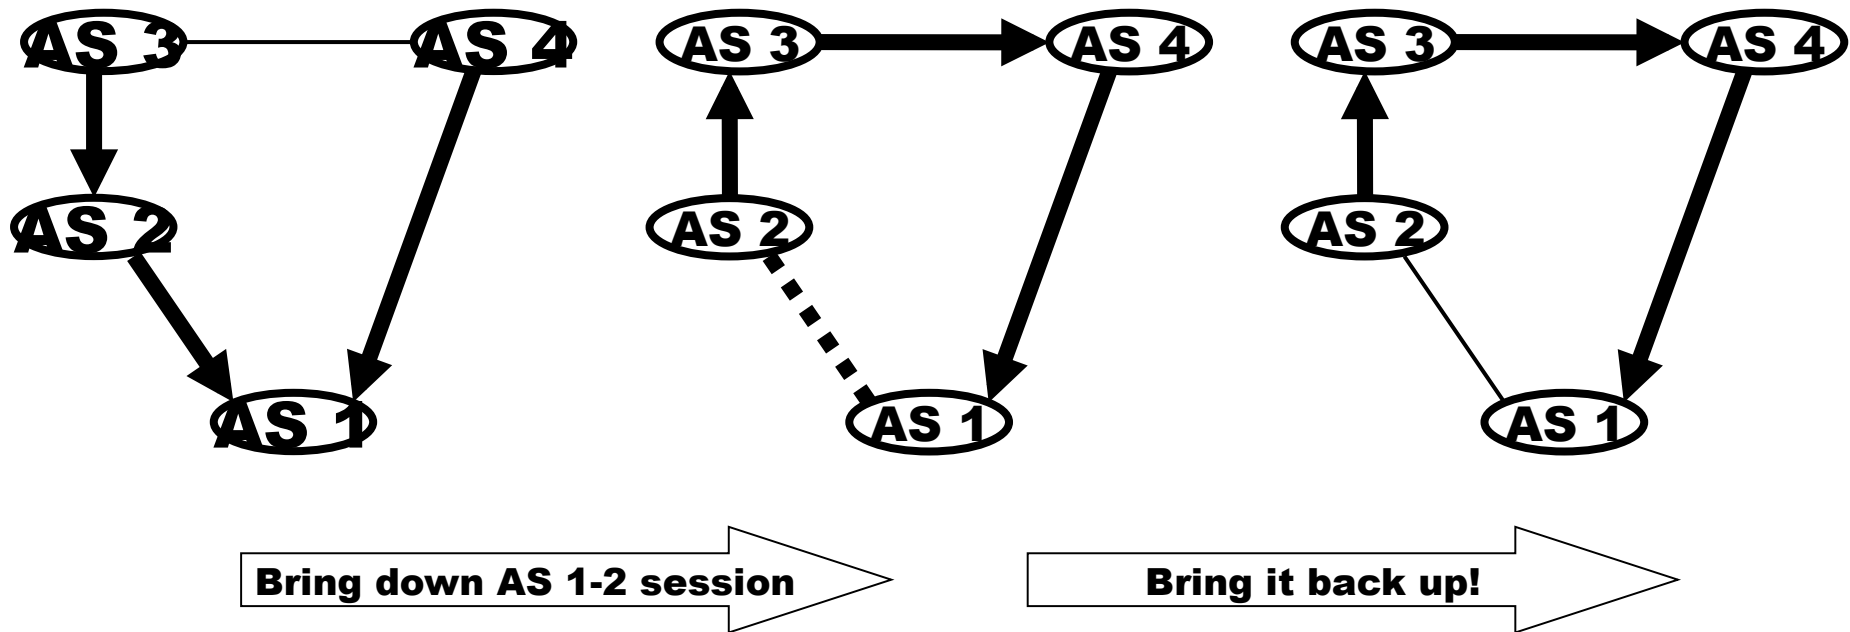 AS 3
AS 4
AS 3
AS 4
AS 3
AS 4
AS 2
AS 2
AS 2
AS 1
AS 1
AS 1
Bring down AS 1-2 session
Bring it back up!